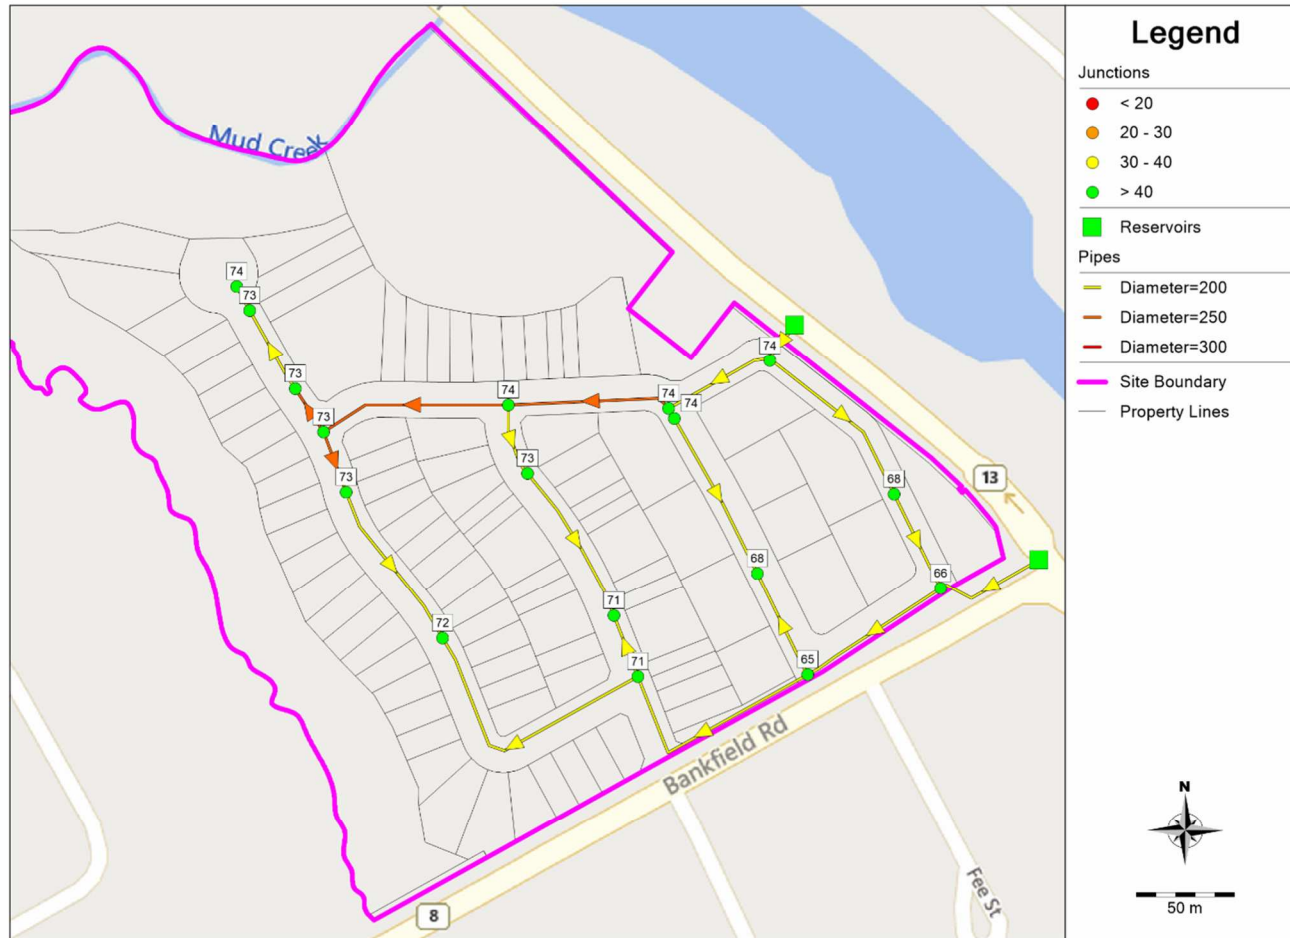 Mud Creek
74
73
73
73
73
74
74
74
74
73
68
68
66
71
72
71
65
13
Bankfield Rd
8
Fee St
Legend
Junctions
< 20
20 - 30
30 - 40
> 40
Reservoirs
Pipes
Diameter=200
Diameter=250
Diameter=300
Site Boundary
Property Lines
N
50 m